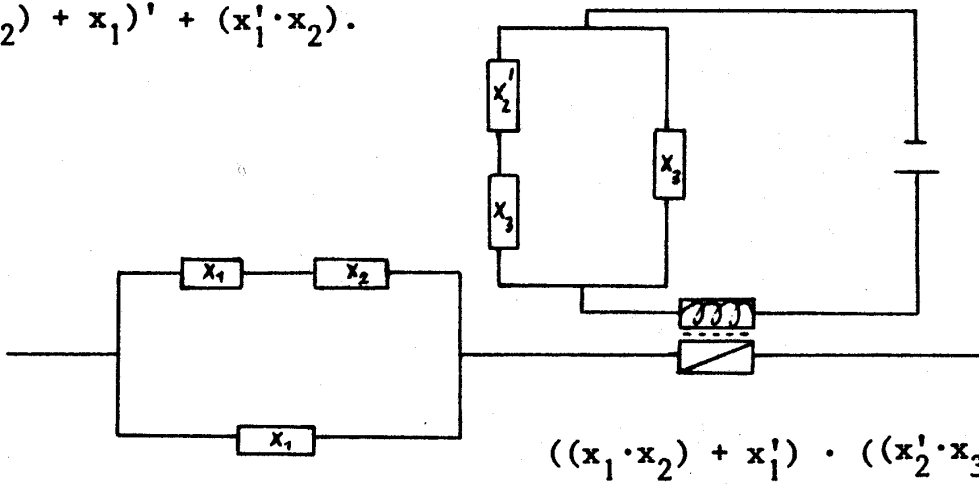 ₂) + x₁)' + (x₁'·x₂).
x₂'
x₃
x₃
x₁ x₂
x₁
((x₁·x₂) + x₁') · ((x₂'·x₃